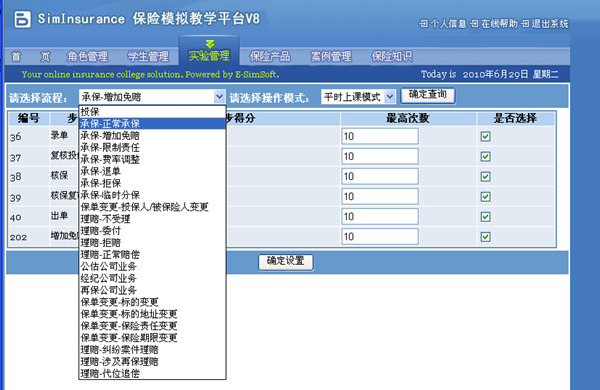 SimInsurance 保险模拟教学平台V8
个人信息 在线帮助 退出系统
首 页 角色管理 学生管理 实验管理 保险产品 案例管理 保险知识
Your online insurance college solution. Powered by E-SimSoft. Today is 2010年6月29日 星期二
请选择流程： 承保-增加免赔 请选择操作模式： 平时上课模式 确定查询
编号 步 步得分 最高次数 是否选择
36 录单 10
37 复核投 10
38 核保 10
39 核保复 10
40 出单 10
202 增加免 10
投保
承保-正常承保
承保-增加免赔
承保-限制责任
承保-费率调整
承保-退单
承保-拒保
承保-临时分保
保单变更-投保人/被保险人变更
理赔-不受理
理赔-委付
理赔-拒赔
理赔-正常赔偿
公估公司业务
经纪公司业务
再保公司业务
保单变更-标的变更
保单变更-标的地址变更
保单变更-保险责任变更
保单变更-保险期限变更
理赔-纠纷案件理赔
理赔-涉及再保理赔
理赔-代位追偿
确定设置